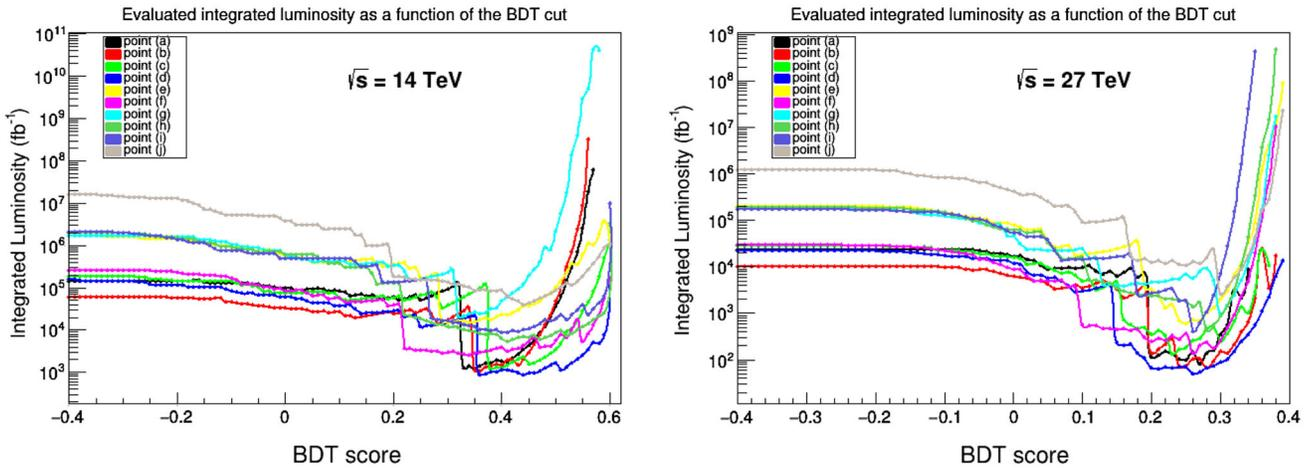 Evaluated integrated luminosity as a function of the BDT cut
Integrated Luminosity (fb⁻¹)
10¹¹
10¹⁰
10⁹
10⁸
10⁷
10⁶
10⁵
10⁴
10³
point (a)
point (b)
point (c)
point (d)
point (e)
point (f)
point (g)
point (h)
point (i)
point (j)
√s = 14 TeV
−0.4 −0.2 0 0.2 0.4 0.6
BDT score
Evaluated integrated luminosity as a function of the BDT cut
Integrated Luminosity (fb⁻¹)
10⁹
10⁸
10⁷
10⁶
10⁵
10⁴
10³
10²
point (a)
point (b)
point (c)
point (d)
point (e)
point (f)
point (g)
point (h)
point (i)
point (j)
√s = 27 TeV
−0.4 −0.3 −0.2 −0.1 0 0.1 0.2 0.3 0.4
BDT score